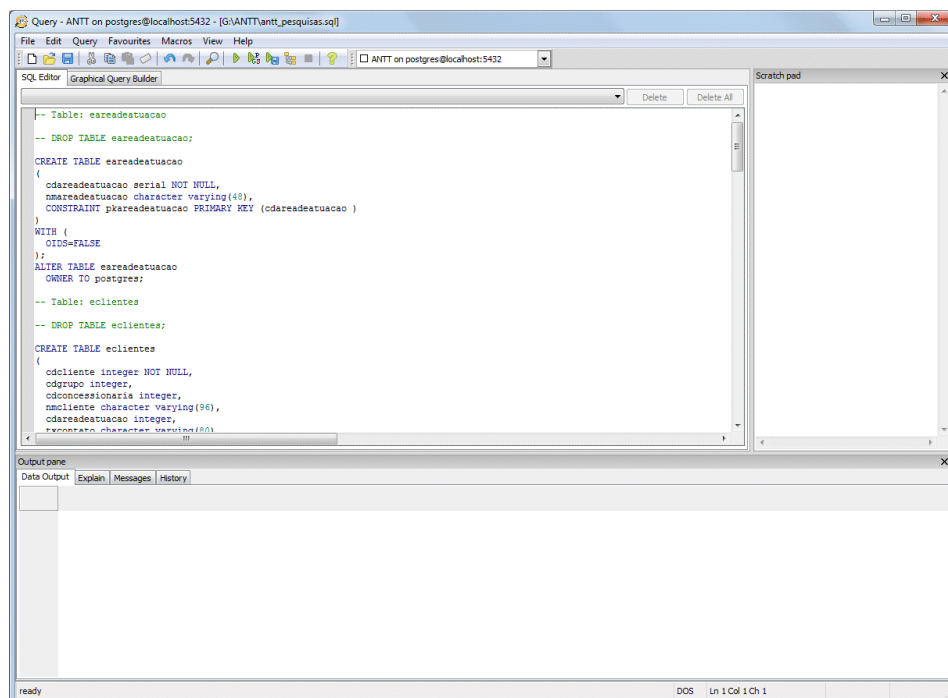 Query - ANTT on postgres@localhost:5432 - [G:\ANTT\antt_pesquisas.sql]
File Edit Query Favourites Macros View Help
ANTT on postgres@localhost:5432
SQL Editor Graphical Query Builder
Scratch pad
Delete Delete All
-- Table: eareadeatuacao
-- DROP TABLE eareadeatuacao;
CREATE TABLE eareadeatuacao
(
cdareadeatuacao serial NOT NULL,
nmareadeatuacao character varying(48),
CONSTRAINT pkareadeatuacao PRIMARY KEY (cdareadeatuacao )
)
WITH (
OIDS=FALSE
);
ALTER TABLE eareadeatuacao
OWNER TO postgres;
-- Table: eclientes
-- DROP TABLE eclientes;
CREATE TABLE eclientes
(
cdcliente integer NOT NULL,
cdgrupo integer,
cdconcessionaria integer,
nmcliente character varying(96),
cdareadeatuacao integer,
txcontato character varying(80)
Output pane
Data Output Explain Messages History
ready
DOS Ln 1 Col 1 Ch 1